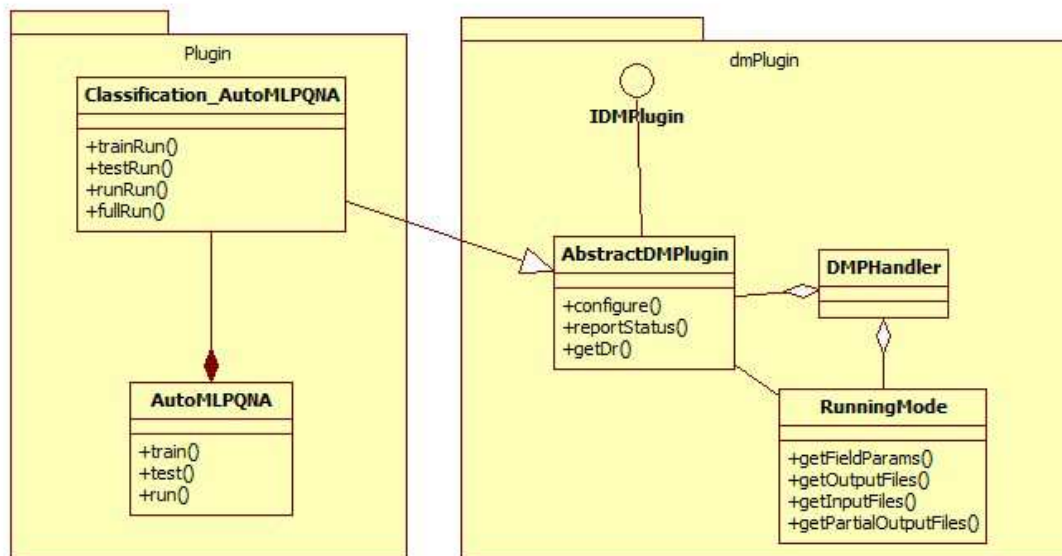 Plugin
Classification_AutoMLPQNA
+trainRun()
+testRun()
+runRun()
+fullRun()
AutoMLPQNA
+train()
+test()
+run()
dmPlugin
IDMPlugin
AbstractDMPlugin
+configure()
+reportStatus()
+getDr()
DMPHandler
RunningMode
+getFieldParams()
+getOutputFiles()
+getInputFiles()
+getPartialOutputFiles()